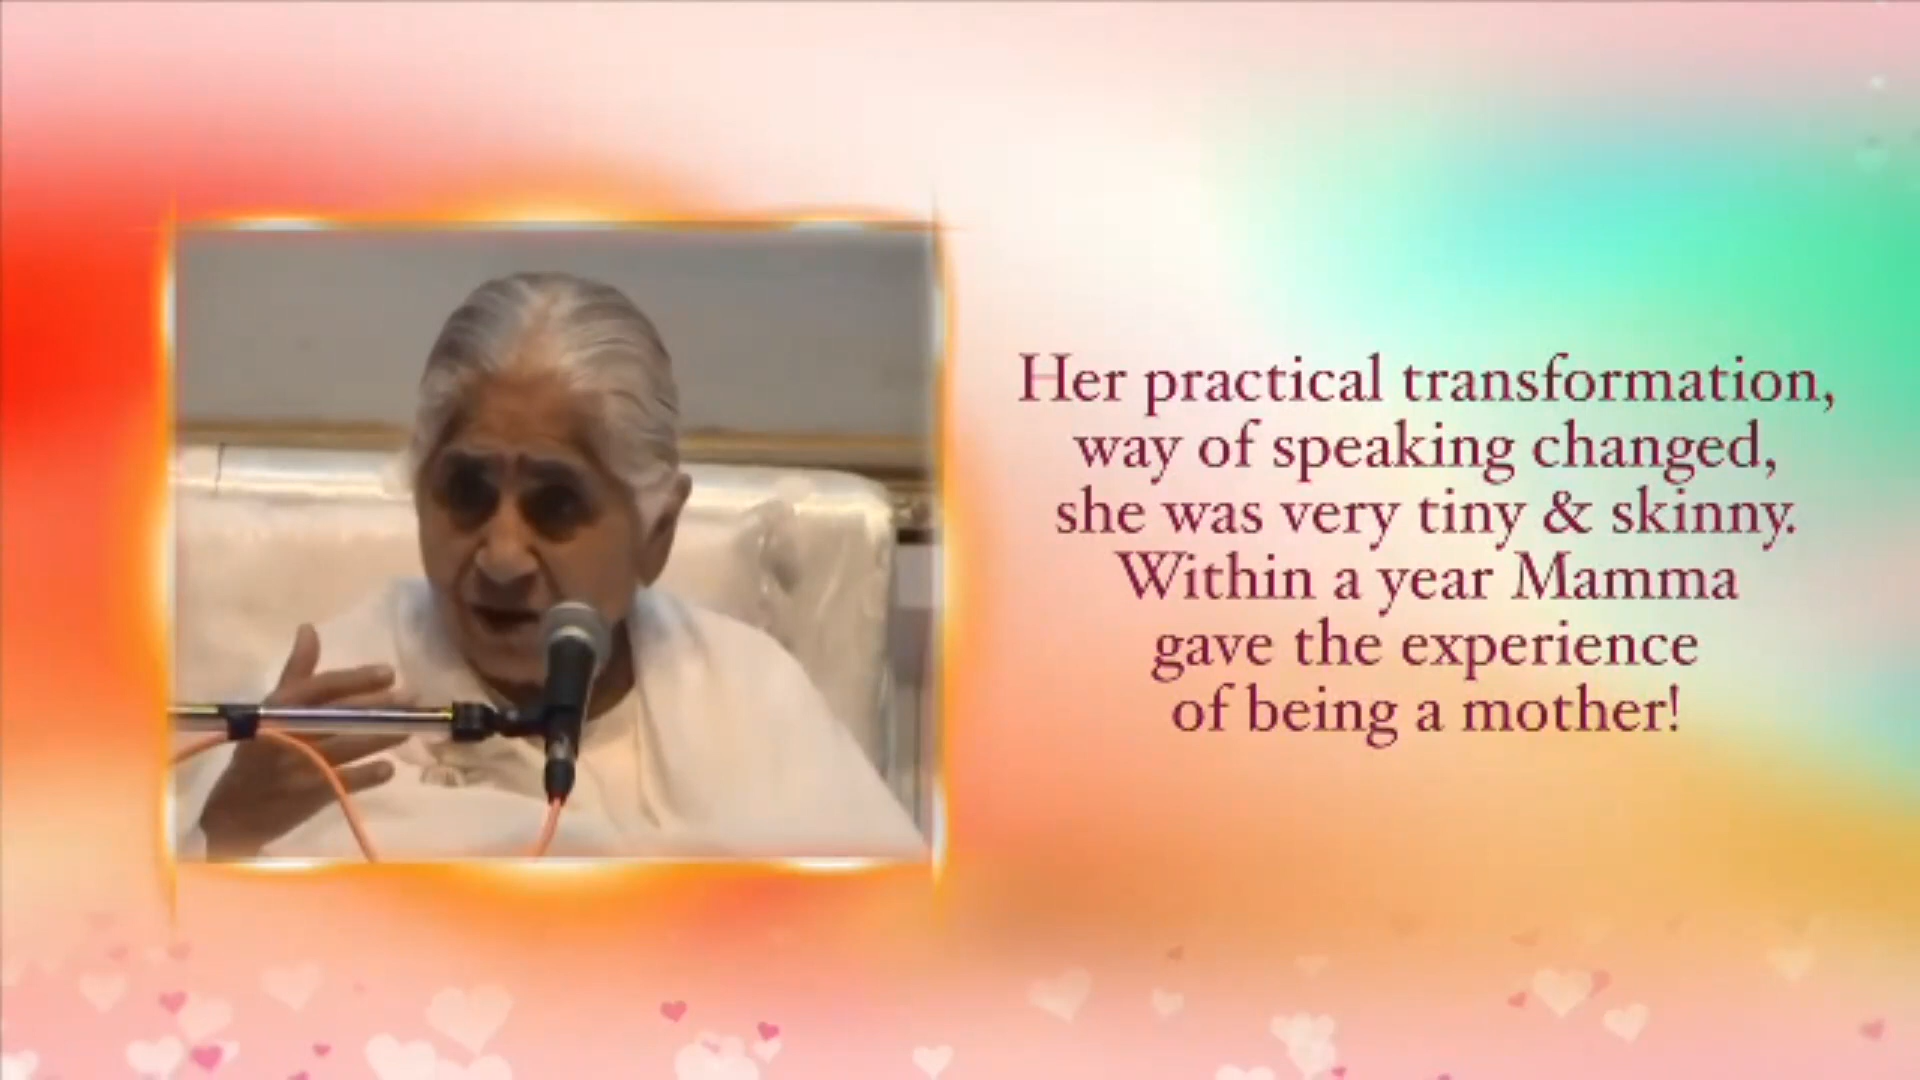 Her practical transformation,
way of speaking changed,
she was very tiny & skinny.
Within a year Mamma
gave the experience
of being a mother!